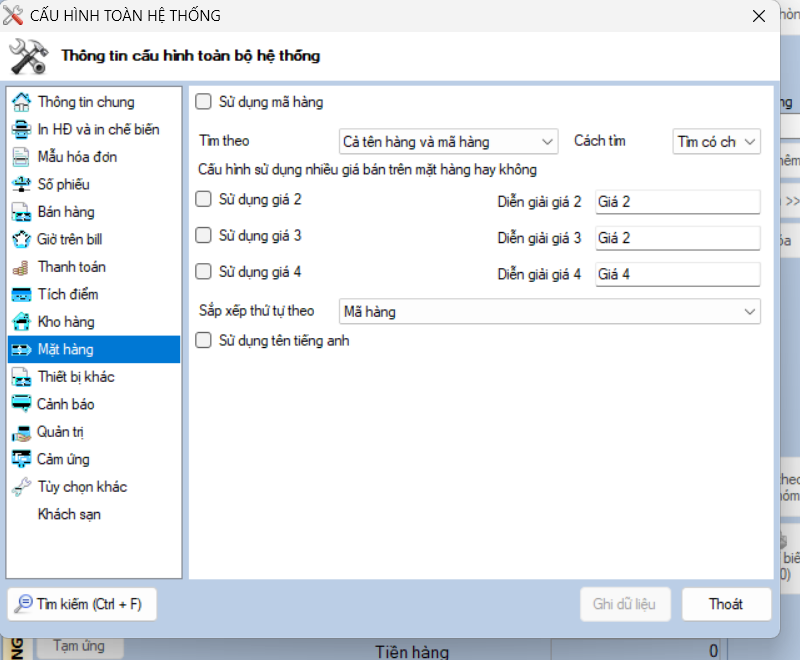 CẤU HÌNH TOÀN HỆ THỐNG
Thông tin cấu hình toàn bộ hệ thống
Thông tin chung
In HĐ và in chế biến
Mẫu hóa đơn
Số phiếu
Bán hàng
Giờ trên bill
Thanh toán
Tích điểm
Kho hàng
Mặt hàng
Thiết bị khác
Cảnh báo
Quản trị
Cảm ứng
Tùy chọn khác
Khách sạn
Sử dụng mã hàng
Tìm theo Cả tên hàng và mã hàng Cách tìm Tìm có ch
Cấu hình sử dụng nhiều giá bán trên mặt hàng hay không
Sử dụng giá 2 Diễn giải giá 2 Giá 2
Sử dụng giá 3 Diễn giải giá 3 Giá 2
Sử dụng giá 4 Diễn giải giá 4 Giá 4
Sắp xếp thứ tự theo Mã hàng
Sử dụng tên tiếng anh
Tìm kiếm (Ctrl + F) Ghi dữ liệu Thoát
Tạm ứng Tiền hàng 0